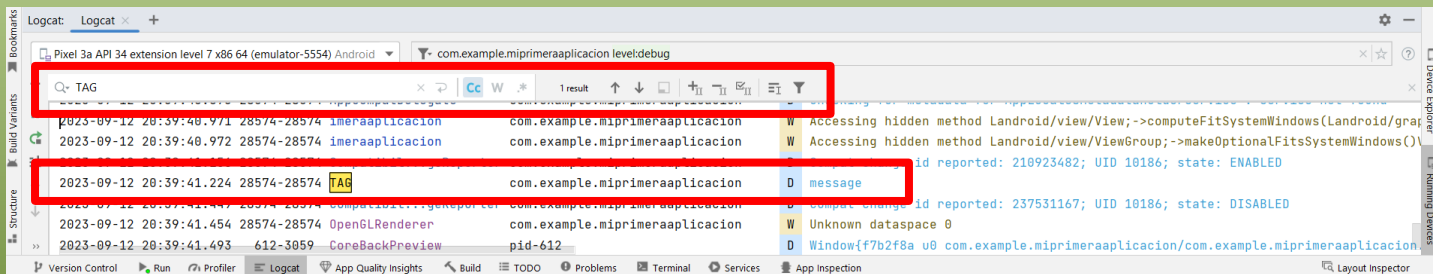 Bookmarks
Build Variants
Structure
Logcat: Logcat × +
Pixel 3a API 34 extension level 7 x86 64 (emulator-5554) Android com.example.miprimeraaplicacion level:debug
TAG Cc W .* 1 result
2023-09-12 20:39:40.971 28574-28574 imeraaplicacion com.example.miprimeraaplicacion W Accessing hidden method Landroid/view/View;->computeFitSystemWindows(Landroid/grap
2023-09-12 20:39:40.972 28574-28574 imeraaplicacion com.example.miprimeraaplicacion W Accessing hidden method Landroid/view/ViewGroup;->makeOptionalFitsSystemWindows()V
id reported: 210923482; UID 10186; state: ENABLED
2023-09-12 20:39:41.224 28574-28574 TAG com.example.miprimeraaplicacion D message
id reported: 237531167; UID 10186; state: DISABLED
2023-09-12 20:39:41.454 28574-28574 OpenGLRenderer com.example.miprimeraaplicacion W Unknown dataspace 0
2023-09-12 20:39:41.493 612-3059 CoreBackPreview pid-612 D Window{f7b2f8a u0 com.example.miprimeraaplicacion/com.example.miprimeraaplicacion.
Version Control Run Profiler Logcat App Quality Insights Build TODO Problems Terminal Services App Inspection Layout Inspector
Device Explorer
Running Devices